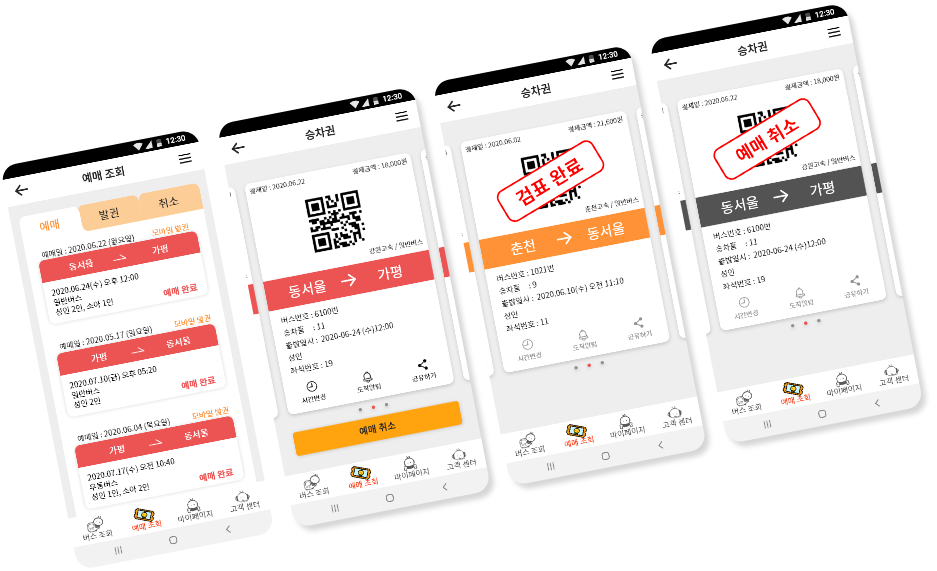 12:30
예매 조회
예매
발권
취소
예매일 : 2020.06.22 (월요일)
모바일 발권
동서울
가평
2020.06.24(수) 오후 12:00
일반버스
성인 2인, 소아 1인
예매 완료
예매일 : 2020.05.17 (일요일)
모바일 발권
가평
동서울
2020.07.10(금) 오후 05:20
일반버스
성인 2인
예매 완료
예매일 : 2020.06.04 (목요일)
모바일 발권
가평
동서울
2020.07.17(수) 오전 10:40
우등버스
성인 1인, 소아 2인
예매 완료
버스 조회
예매 조회
마이페이지
고객 센터
12:30
승차권
결제일 : 2020.06.22
결제금액 : 18,000원
강원고속 / 일반버스
동서울
가평
버스번호 : 6100번
승차홈 : 11
출발일시 : 2020-06-24 (수)12:00
성인
좌석번호 : 19
시간변경
도착알림
공유하기
예매 취소
버스 조회
예매 조회
마이페이지
고객 센터
12:30
승차권
결제일 : 2020.06.02
결제금액 : 21,600원
검표 완료
춘천고속 / 일반버스
춘천
동서울
버스번호 : 1021번
승차홈 : 9
출발일시 : 2020.06.10(수) 오전 11:10
성인
좌석번호 : 11
시간변경
도착알림
공유하기
버스 조회
예매 조회
마이페이지
고객 센터
12:30
승차권
결제일 : 2020.06.22
결제금액 : 18,000원
예매 취소
강원고속 / 일반버스
동서울
가평
버스번호 : 6100번
승차홈 : 11
출발일시 : 2020-06-24 (수)12:00
성인
좌석번호 : 19
시간변경
도착알림
공유하기
버스 조회
예매 조회
마이페이지
고객 센터